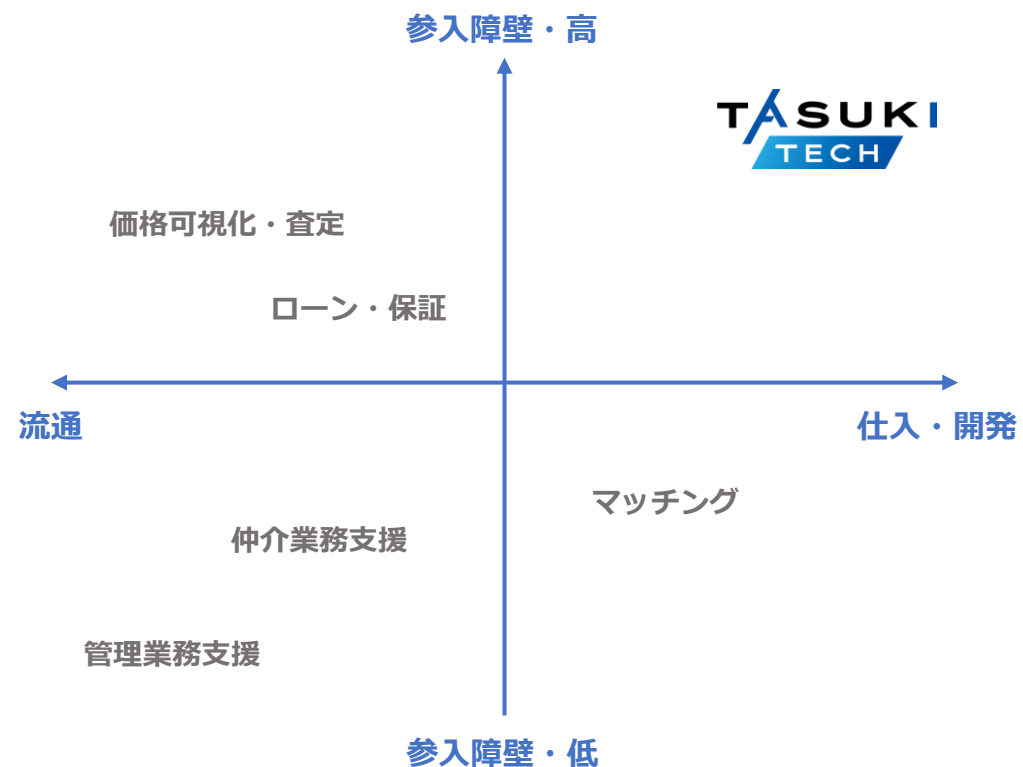 参入障壁・高
TASUKI
TECH
価格可視化・査定
ローン・保証
流通
仕入・開発
マッチング
仲介業務支援
管理業務支援
参入障壁・低